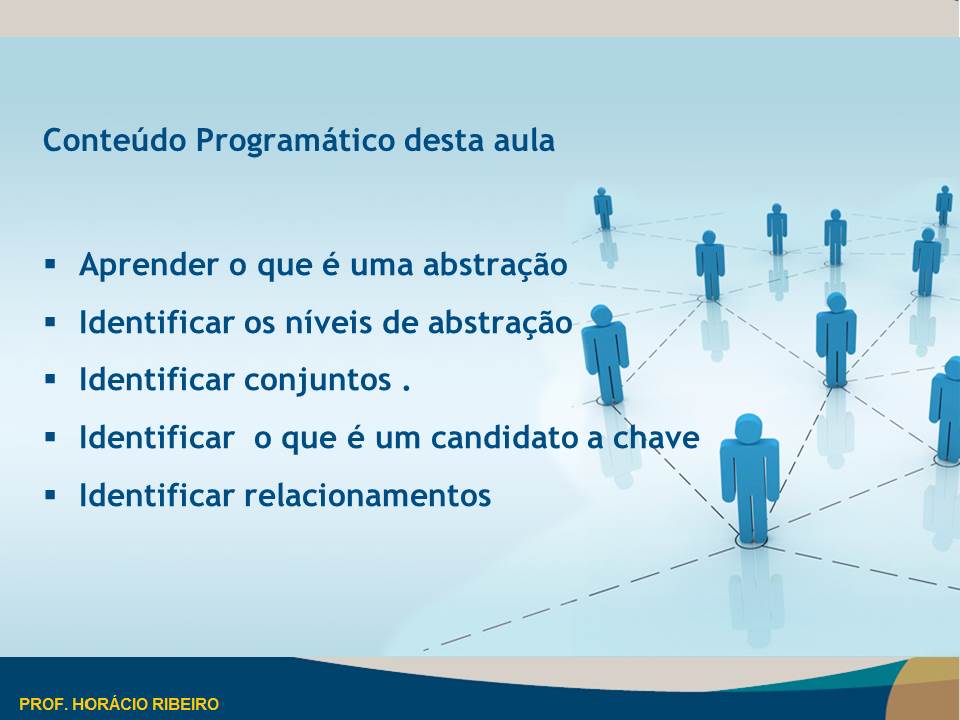 Conteúdo Programático desta aula
▪ Aprender o que é uma abstração
▪ Identificar os níveis de abstração
▪ Identificar conjuntos .
▪ Identificar  o que é um candidato a chave
▪ Identificar relacionamentos
PROF. HORÁCIO RIBEIRO